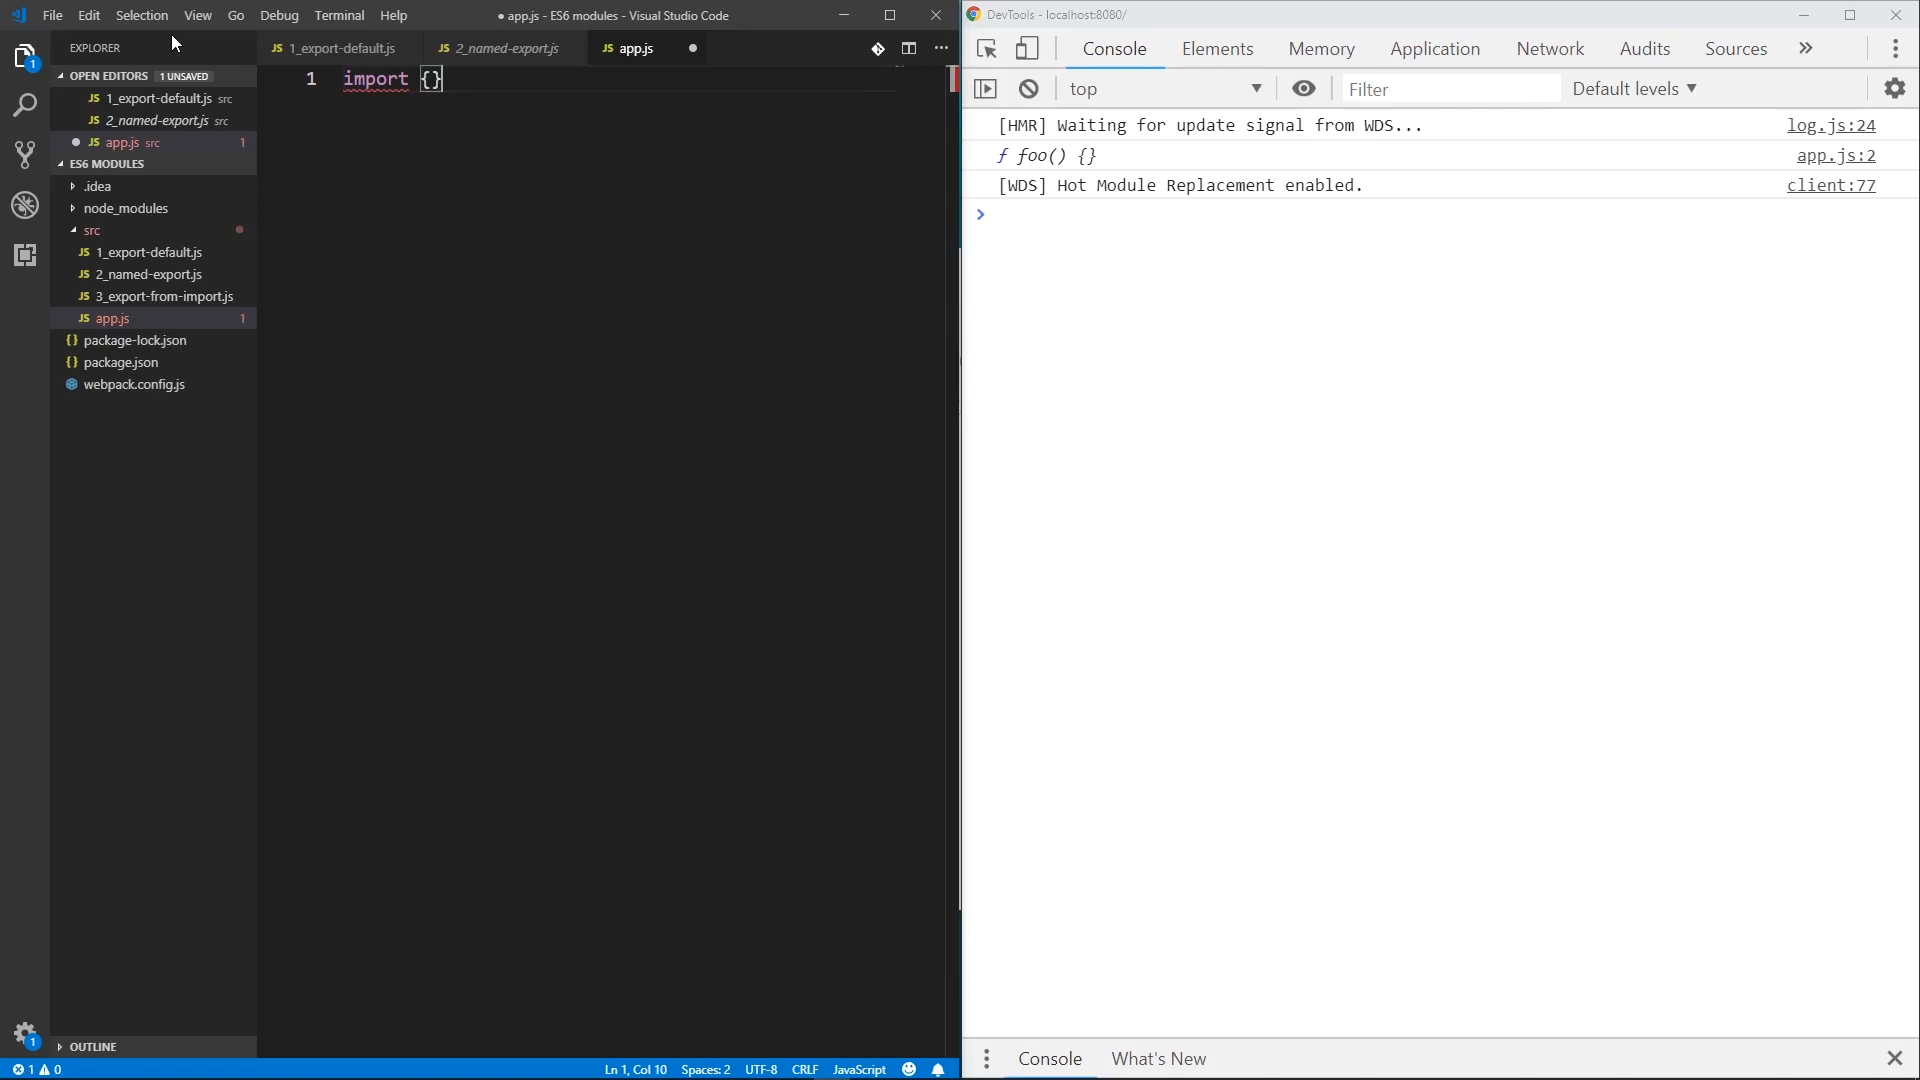 File Edit Selection View Go Debug Terminal Help ● app.js - ES6 modules - Visual Studio Code
EXPLORER
OPEN EDITORS 1 UNSAVED
JS 1_export-default.js src
JS 2_named-export.js src
JS app.js src 1
ES6 MODULES
.idea
node_modules
src
JS 1_export-default.js
JS 2_named-export.js
JS 3_export-from-import.js
JS app.js 1
{} package-lock.json
{} package.json
webpack.config.js
OUTLINE
1
1
JS 1_export-default.js JS 2_named-export.js JS app.js
1 import {}
1 0 Ln 1, Col 10 Spaces: 2 UTF-8 CRLF JavaScript
DevTools - localhost:8080/
Console Elements Memory Application Network Audits Sources »
top Filter Default levels ▼
[HMR] Waiting for update signal from WDS... log.js:24
f foo() {} app.js:2
[WDS] Hot Module Replacement enabled. client:77
>
Console What's New